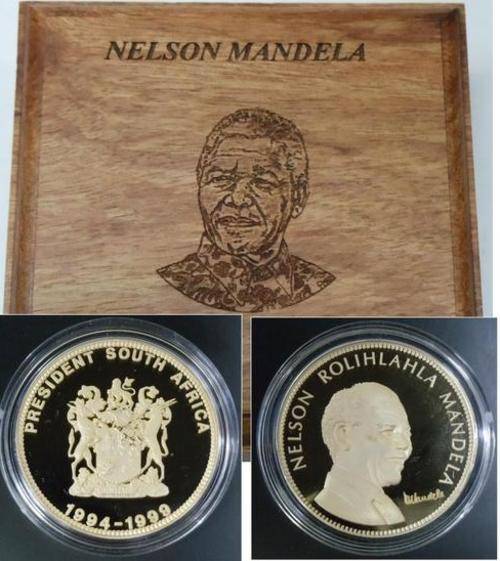 NELSON MANDELA
PRESIDENT SOUTH AFRICA
1994-1999
NELSON ROLIHLAHLA MANDELA